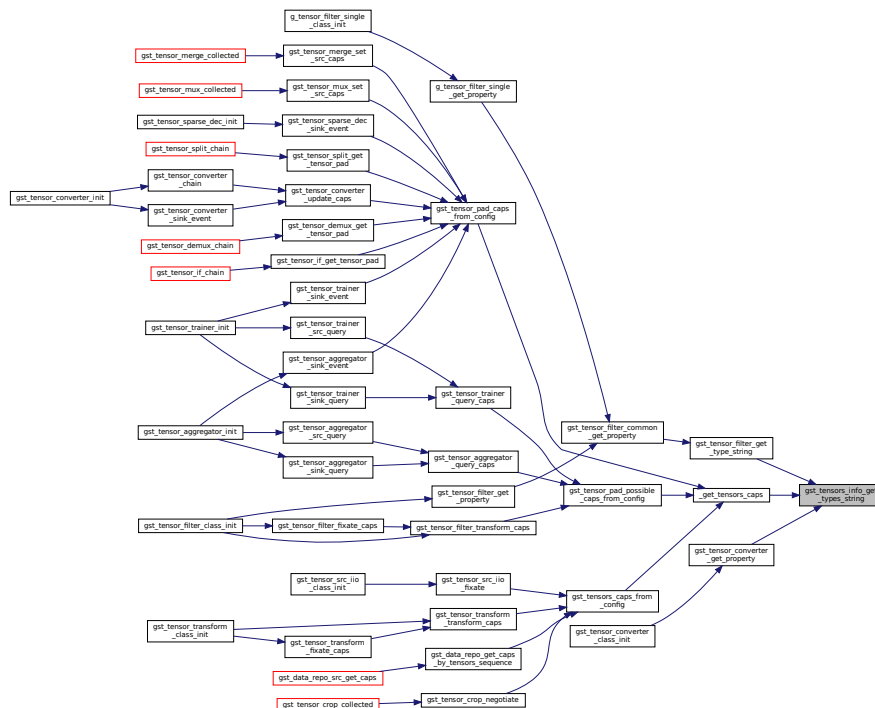 g_tensor_filter_single
_class_init
gst_tensor_merge_collected
gst_tensor_merge_set
_src_caps
gst_tensor_mux_collected
gst_tensor_mux_set
_src_caps
g_tensor_filter_single
_get_property
gst_tensor_sparse_dec_init
gst_tensor_sparse_dec
_sink_event
gst_tensor_split_chain
gst_tensor_split_get
_tensor_pad
gst_tensor_converter
_chain
gst_tensor_converter
_update_caps
gst_tensor_converter_init
gst_tensor_converter
_sink_event
gst_tensor_pad_caps
_from_config
gst_tensor_demux_chain
gst_tensor_demux_get
_tensor_pad
gst_tensor_if_chain
gst_tensor_if_get_tensor_pad
gst_tensor_trainer
_sink_event
gst_tensor_trainer_init
gst_tensor_trainer
_src_query
gst_tensor_aggregator
_sink_event
gst_tensor_trainer
_sink_query
gst_tensor_trainer
_query_caps
gst_tensor_aggregator_init
gst_tensor_aggregator
_src_query
gst_tensor_filter_common
_get_property
gst_tensor_filter_get
_type_string
gst_tensor_aggregator
_sink_query
gst_tensor_aggregator
_query_caps
gst_tensor_filter_get
_property
gst_tensor_pad_possible
_caps_from_config
_get_tensors_caps
gst_tensors_info_get
_types_string
gst_tensor_filter_class_init
gst_tensor_filter_fixate_caps
gst_tensor_filter_transform_caps
gst_tensor_converter
_get_property
gst_tensor_src_iio
_class_init
gst_tensor_src_iio
_fixate
gst_tensors_caps_from
_config
gst_tensor_transform
_class_init
gst_tensor_transform
_transform_caps
gst_tensor_converter
_class_init
gst_tensor_transform
_fixate_caps
gst_data_repo_get_caps
_by_tensors_sequence
gst_data_repo_src_get_caps
gst_tensor_crop_collected
gst_tensor_crop_negotiate